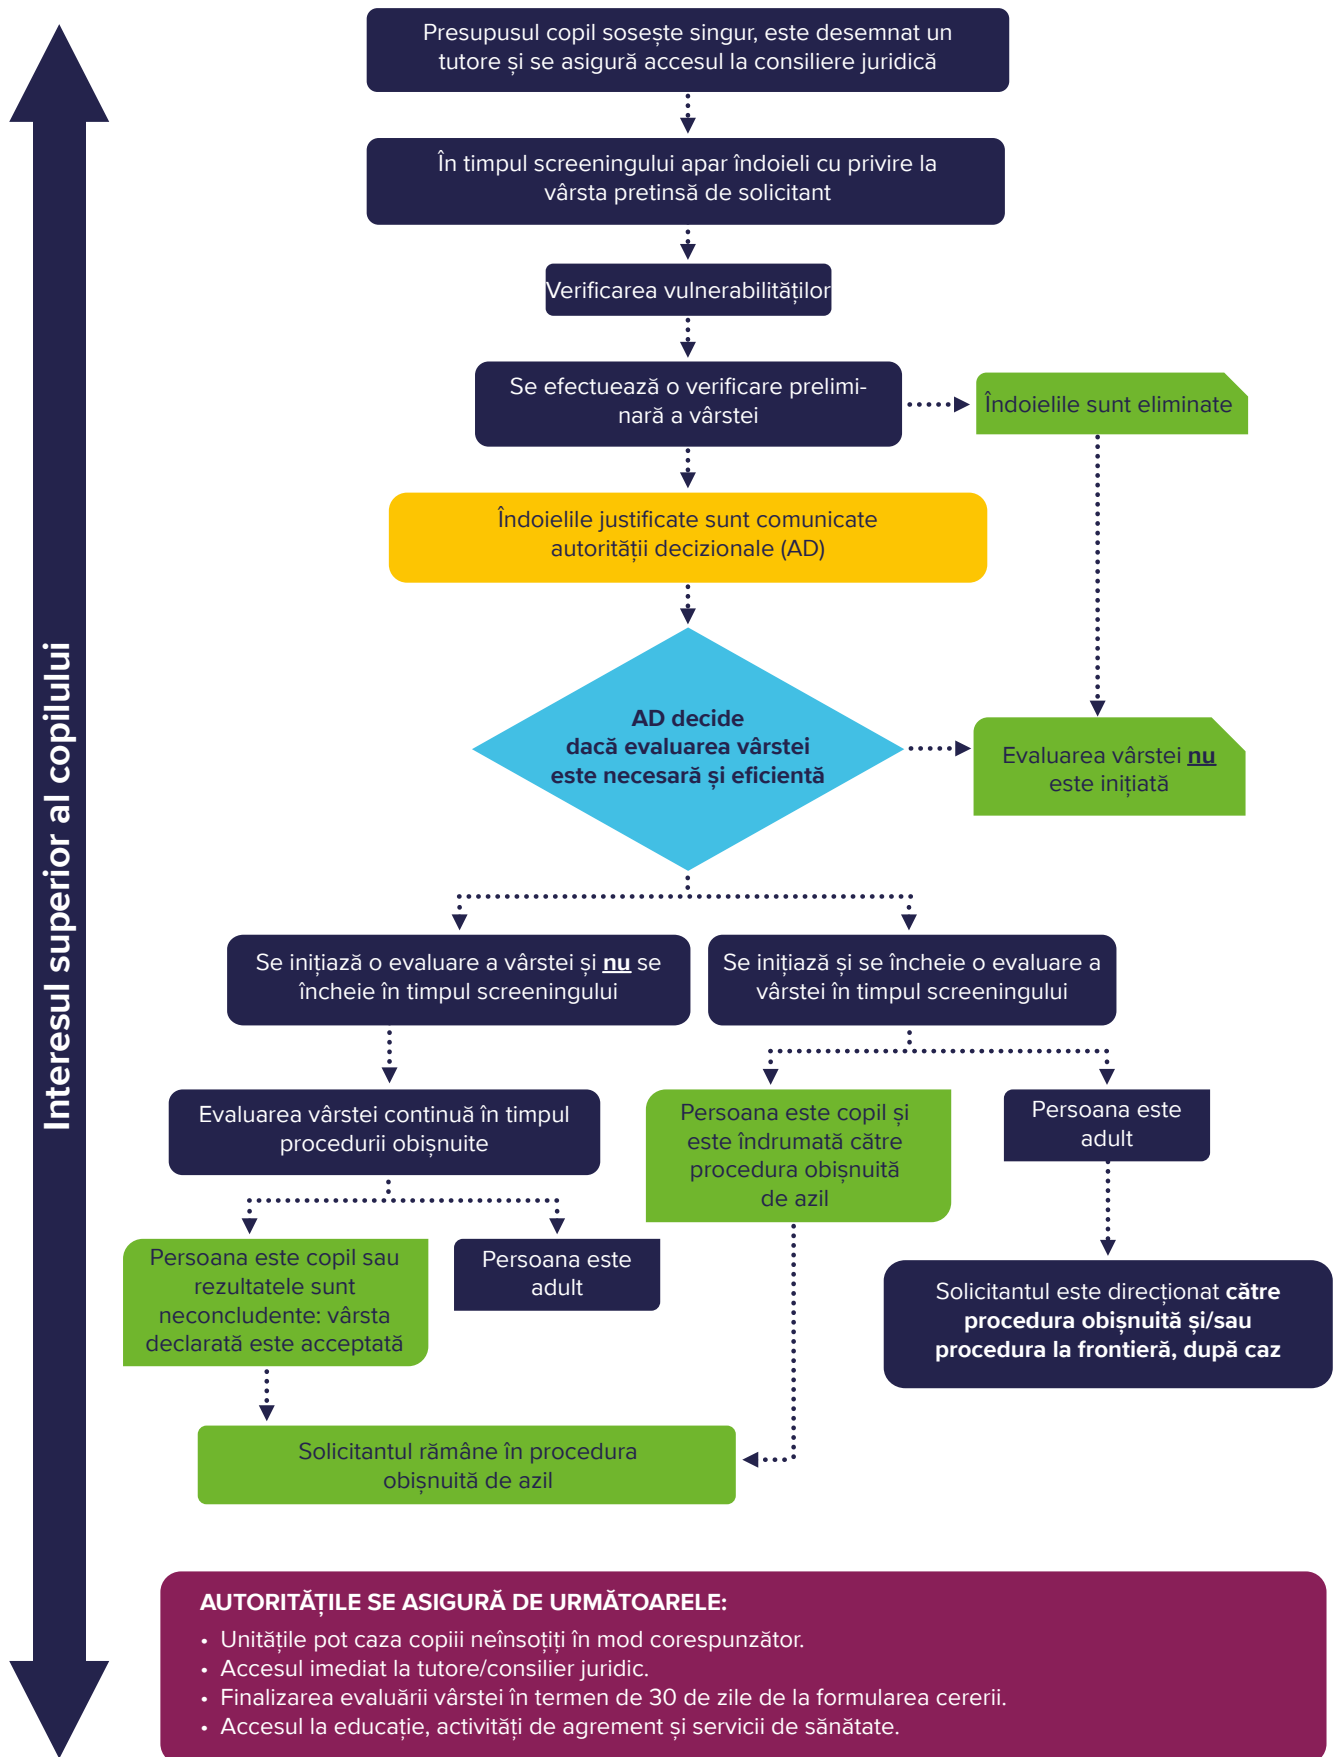 Interesul superior al copilului
Presupusul copil sosește singur, este desemnat un
tutore și se asigură accesul la consiliere juridică
În timpul screeningului apar îndoieli cu privire la
vârsta pretinsă de solicitant
Verificarea vulnerabilităților
Se efectuează o verificare prelimi-
nară a vârstei
Îndoielile sunt eliminate
Îndoielile justificate sunt comunicate
autorității decizionale (AD)
AD decide
dacă evaluarea vârstei
este necesară și eficientă
Evaluarea vârstei nu
este inițiată
Se inițiază o evaluare a vârstei și nu se
încheie în timpul screeningului
Se inițiază și se încheie o evaluare a
vârstei în timpul screeningului
Evaluarea vârstei continuă în timpul
procedurii obișnuite
Persoana este copil și
este îndrumată către
procedura obișnuită
de azil
Persoana este
adult
Persoana este copil sau
rezultatele sunt
neconcludente: vârsta
declarată este acceptată
Persoana este
adult
Solicitantul este direcționat către
procedura obișnuită și/sau
procedura la frontieră, după caz
Solicitantul rămâne în procedura
obișnuită de azil
AUTORITĂȚILE SE ASIGURĂ DE URMĂTOARELE:
• Unitățile pot caza copiii neînsoțiți în mod corespunzător.
• Accesul imediat la tutore/consilier juridic.
• Finalizarea evaluării vârstei în termen de 30 de zile de la formularea cererii.
• Accesul la educație, activități de agrement și servicii de sănătate.